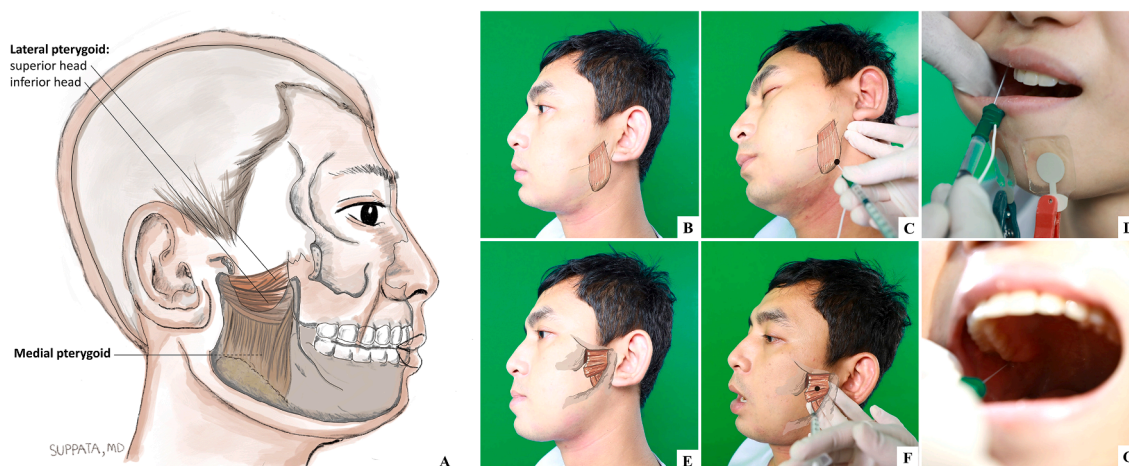 Lateral pterygoid:
superior head
inferior head
Medial pterygoid
SUPPATA, MD
A
B
C
E
F